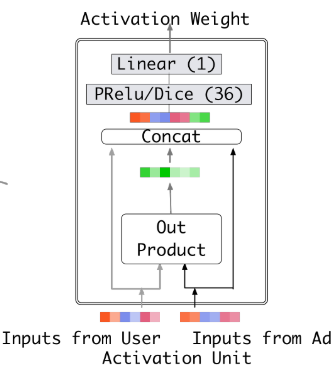 Activation Weight
Linear (1)
PRelu/Dice (36)
Concat
Out
Product
Inputs from User Inputs from Ad
Activation Unit